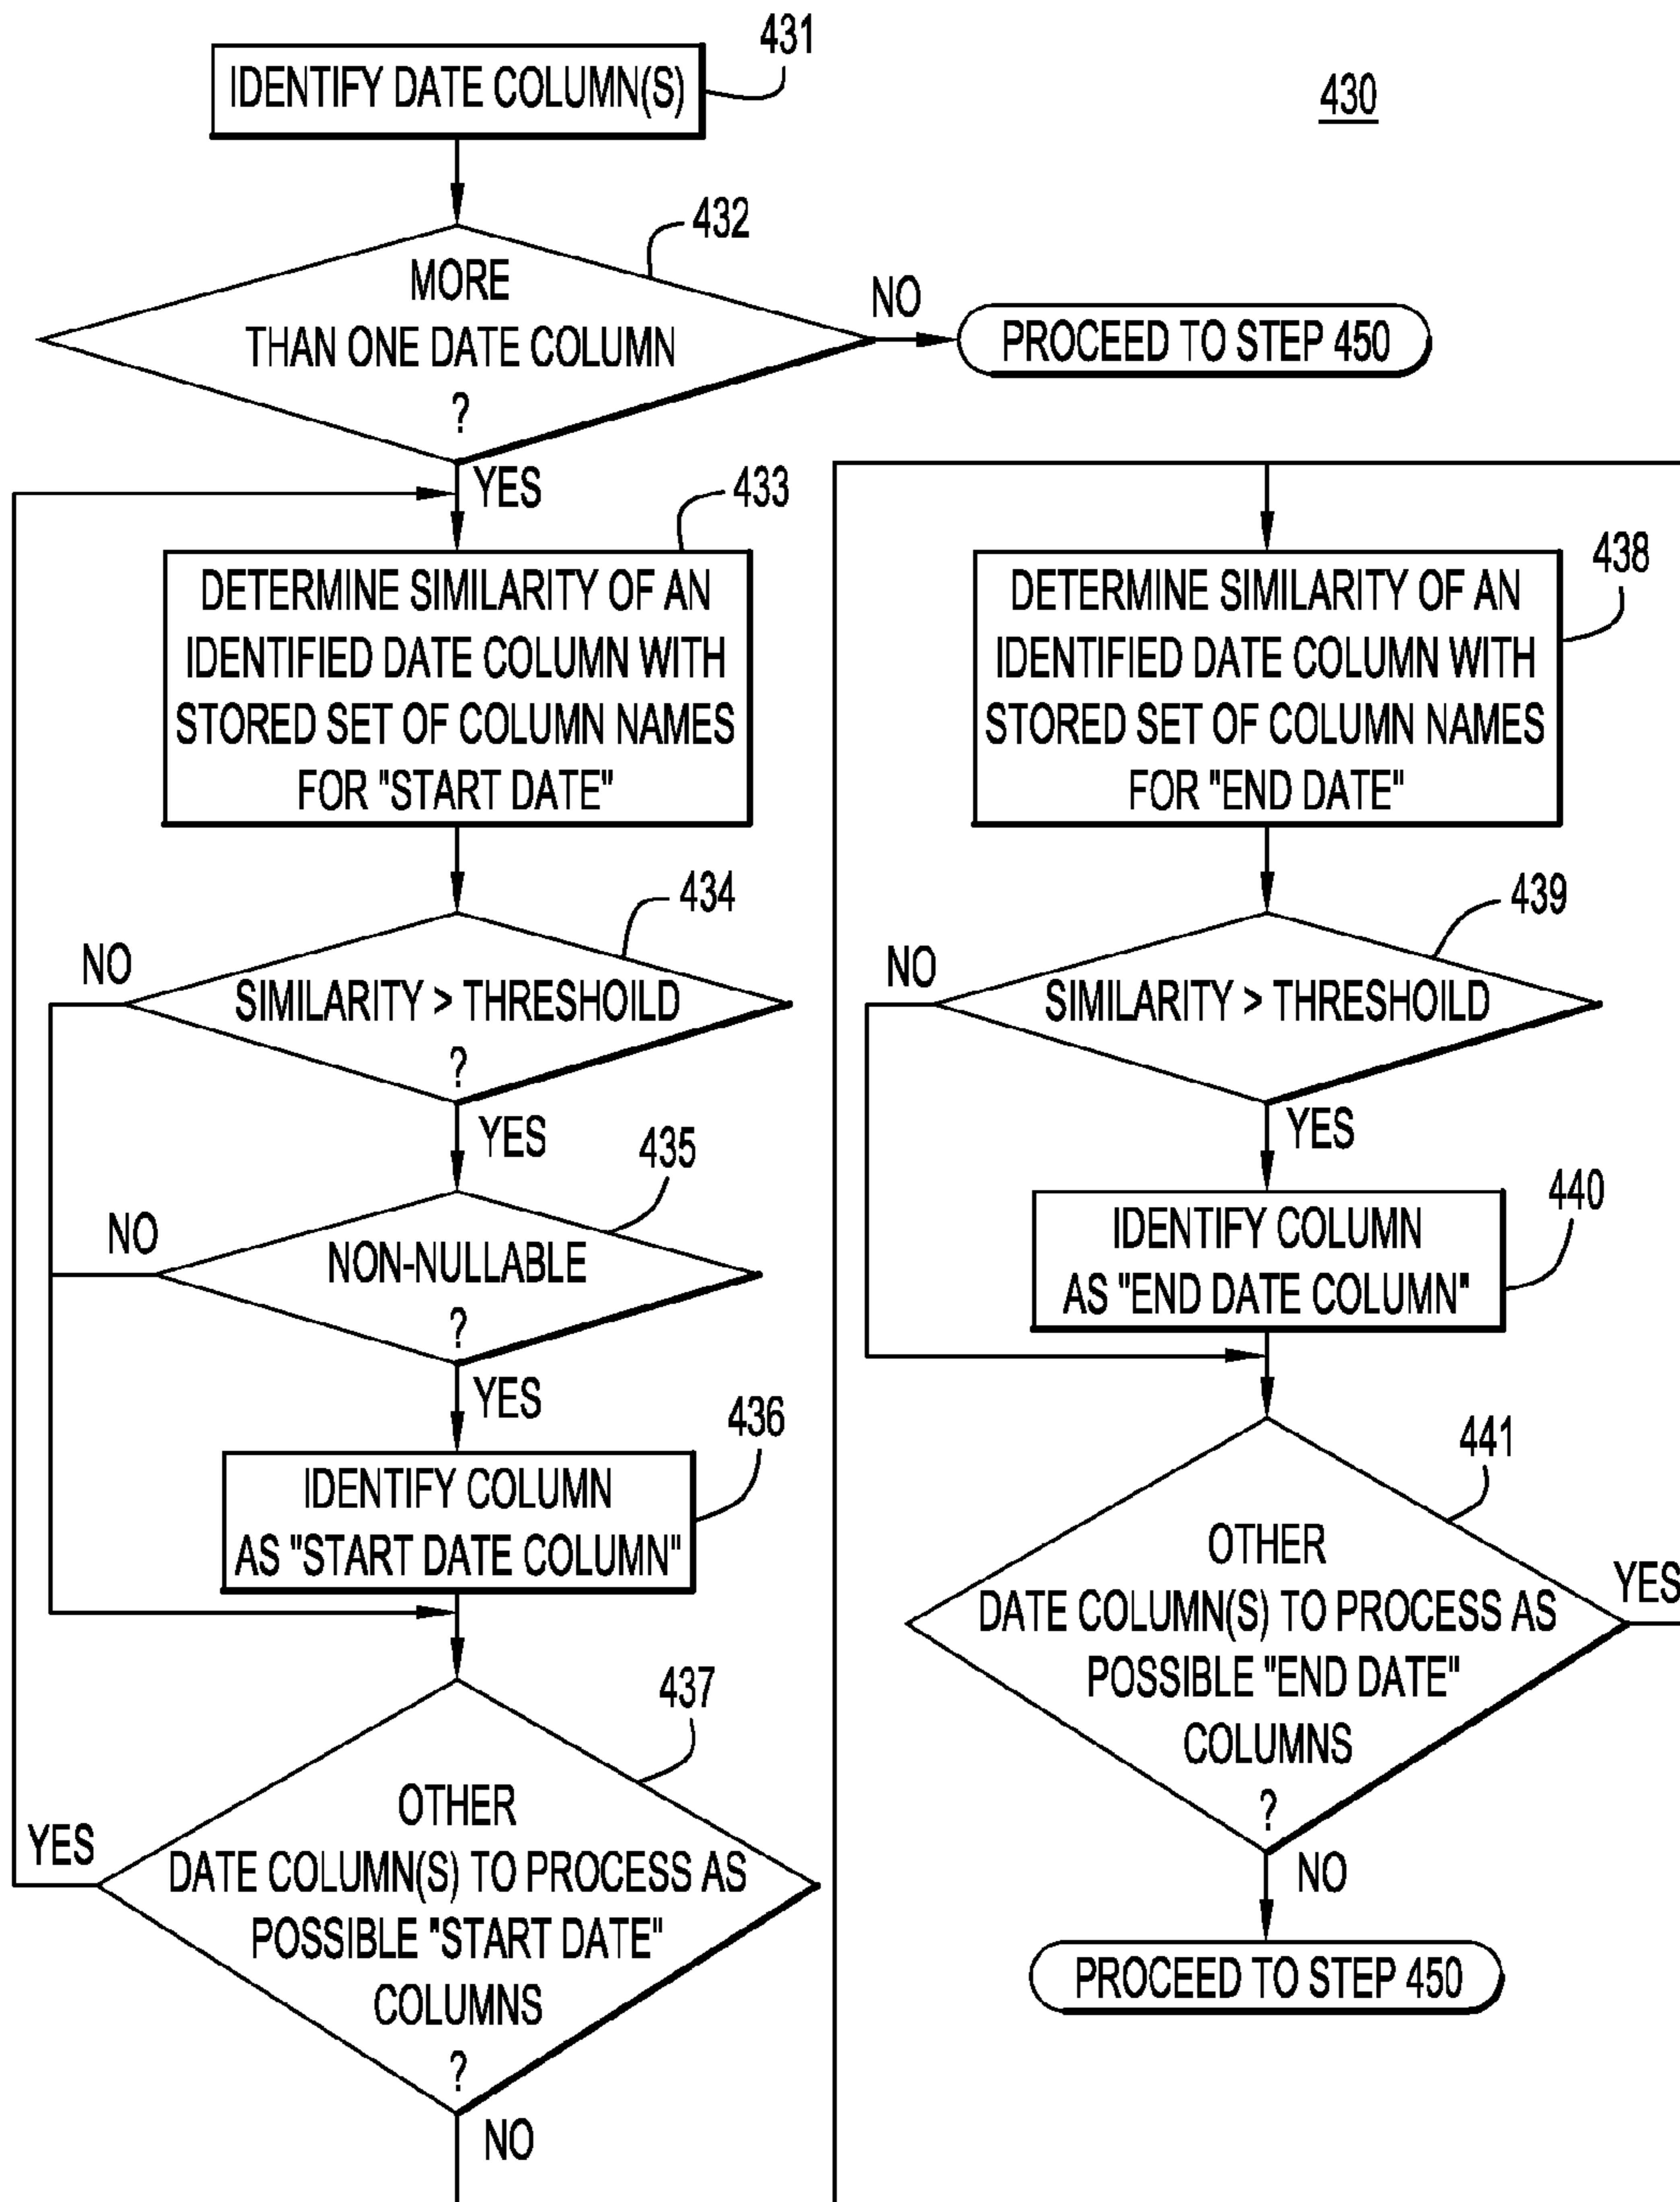 431
IDENTIFY DATE COLUMN(S)
430
432
MORE
THAN ONE DATE COLUMN
?
NO
PROCEED TO STEP 450
YES
433
DETERMINE SIMILARITY OF AN
IDENTIFIED DATE COLUMN WITH
STORED SET OF COLUMN NAMES
FOR "START DATE"
434
NO
SIMILARITY > THRESHOILD
?
YES
435
NO
NON-NULLABLE
?
YES
436
IDENTIFY COLUMN
AS "START DATE COLUMN"
437
YES
OTHER
DATE COLUMN(S) TO PROCESS AS
POSSIBLE "START DATE"
COLUMNS
?
NO
438
DETERMINE SIMILARITY OF AN
IDENTIFIED DATE COLUMN WITH
STORED SET OF COLUMN NAMES
FOR "END DATE"
439
NO
SIMILARITY > THRESHOILD
?
YES
440
IDENTIFY COLUMN
AS "END DATE COLUMN"
441
OTHER
DATE COLUMN(S) TO PROCESS AS
POSSIBLE "END DATE"
COLUMNS
?
YES
NO
PROCEED TO STEP 450